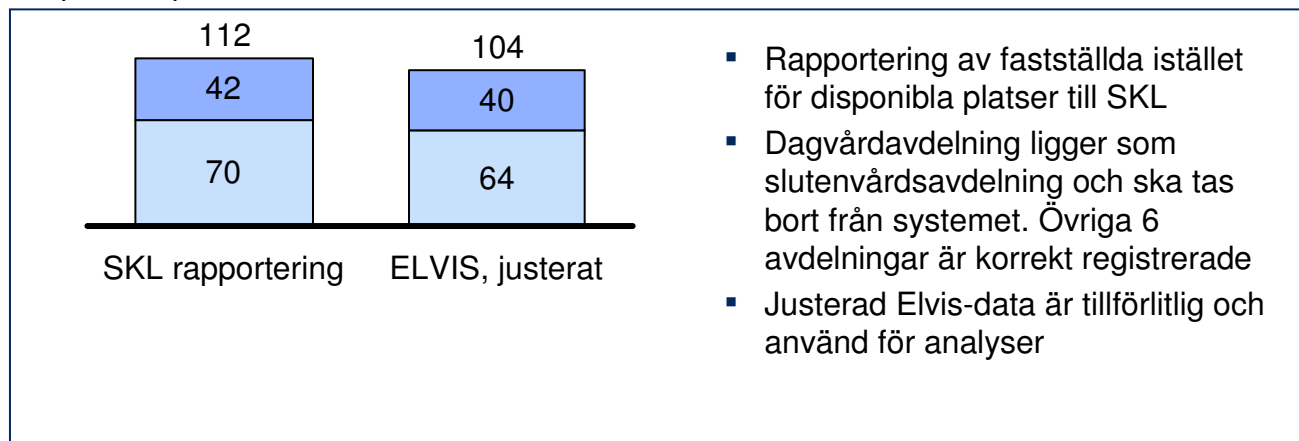 112
42
70
104
40
64
SKL rapportering
ELVIS, justerat
▪ Rapportering av fastställda istället
för disponibla platser till SKL
▪ Dagvårdavdelning ligger som
slutenvårdsavdelning och ska tas
bort från systemet. Övriga 6
avdelningar är korrekt registrerade
▪ Justerad Elvis-data är tillförlitlig och
använd för analyser